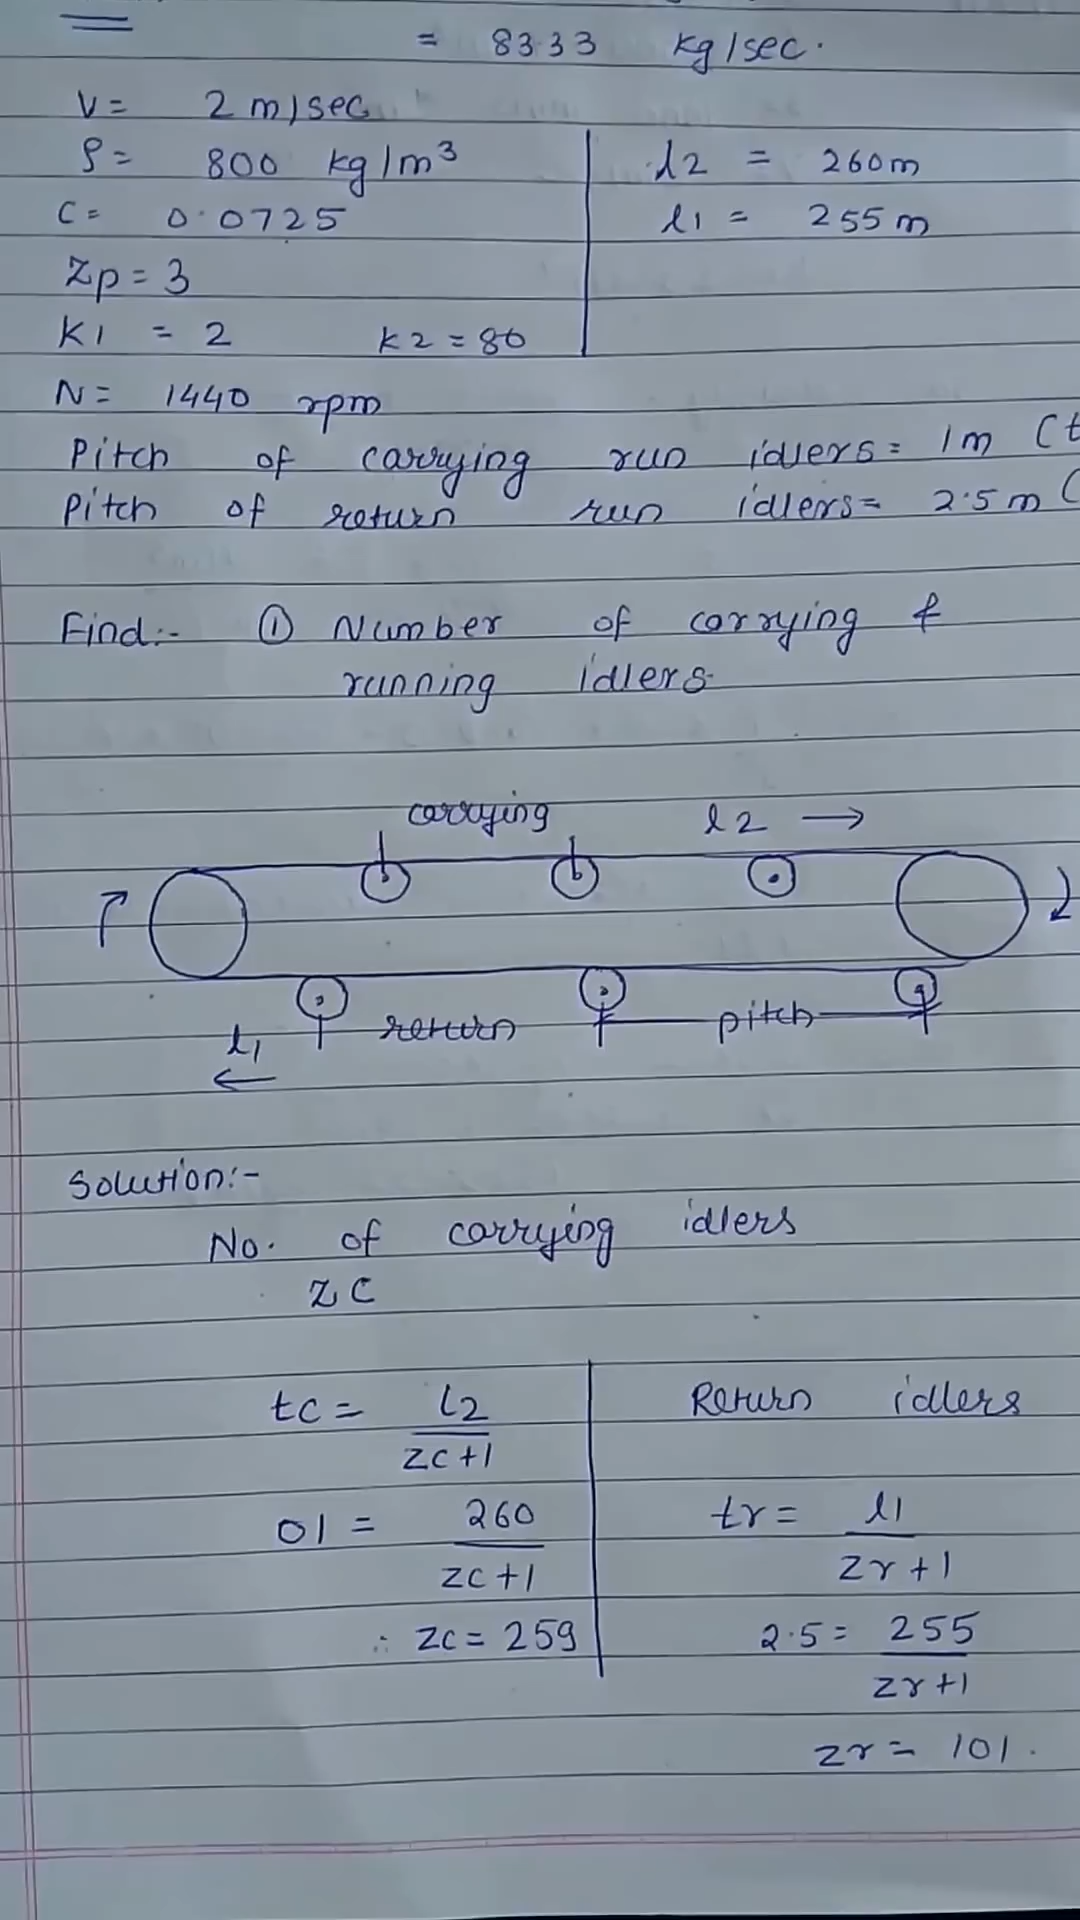 = 83.33 kg/sec.
V= 2 m/sec
ρ= 800 kg/m³
C= 0.0725
Zp=3
K1 = 2 K2 = 80
l2 = 260m
l1 = 255 m
N= 1440 rpm
Pitch of carrying run idlers= 1m (t
Pitch of return run idlers= 2.5 m (
Find:- ① Number of carrying &
running idlers.
carrying l2 →
l1 return pitch
←
Solution:-
No. of carrying idlers
ZC
tc= l2
zc+1
01 = 260
zc+1
∴ zc= 259
Return idlers
tr= l1
zr+1
2.5= 255
zr+1
zr= 101.